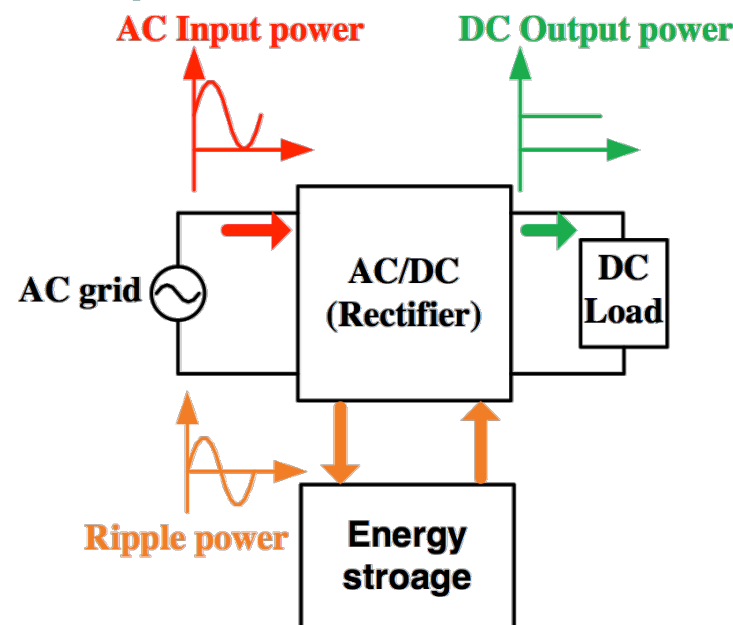 AC Input power
DC Output power
AC grid
AC/DC
(Rectifier)
DC
Load
Ripple power
Energy
stroage